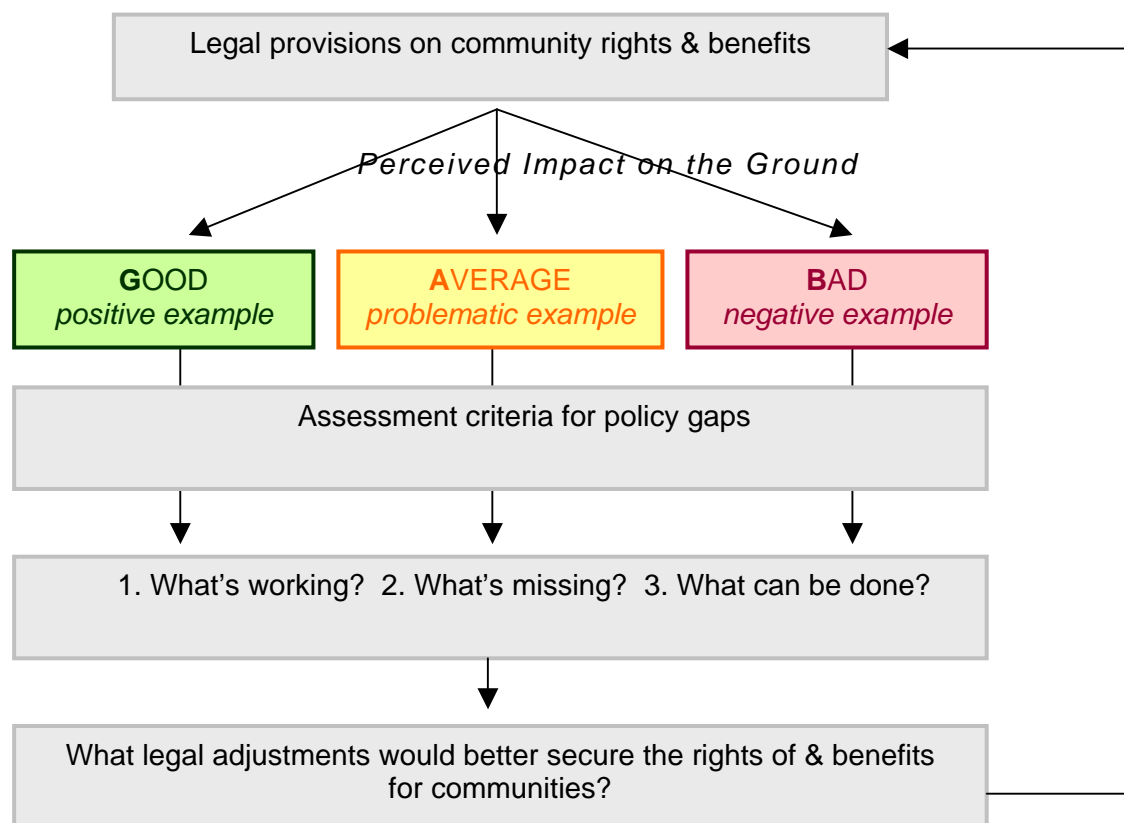 Legal provisions on community rights & benefits
Perceived Impact on the Ground
GOOD
positive example
AVERAGE
problematic example
BAD
negative example
Assessment criteria for policy gaps
1. What's working?  2. What's missing?  3. What can be done?
What legal adjustments would better secure the rights of & benefits
for communities?